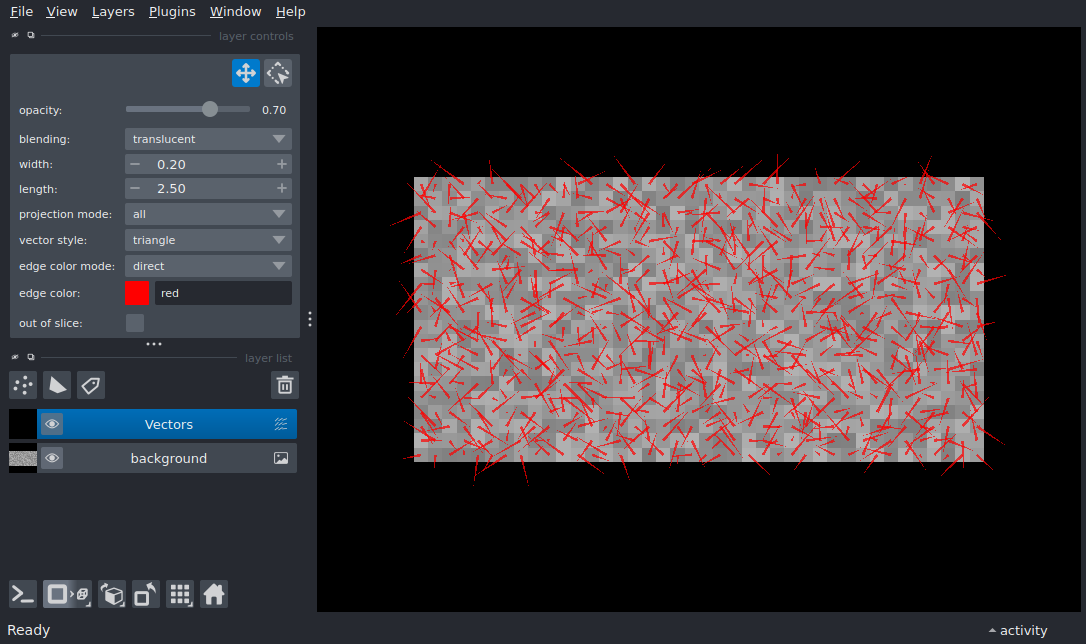 File View Layers Plugins Window Help
layer controls
opacity: 0.70
blending: translucent
width: − 0.20 +
length: − 2.50 +
projection mode: all
vector style: triangle
edge color mode: direct
edge color: red
out of slice:
layer list
Vectors
background
Ready activity